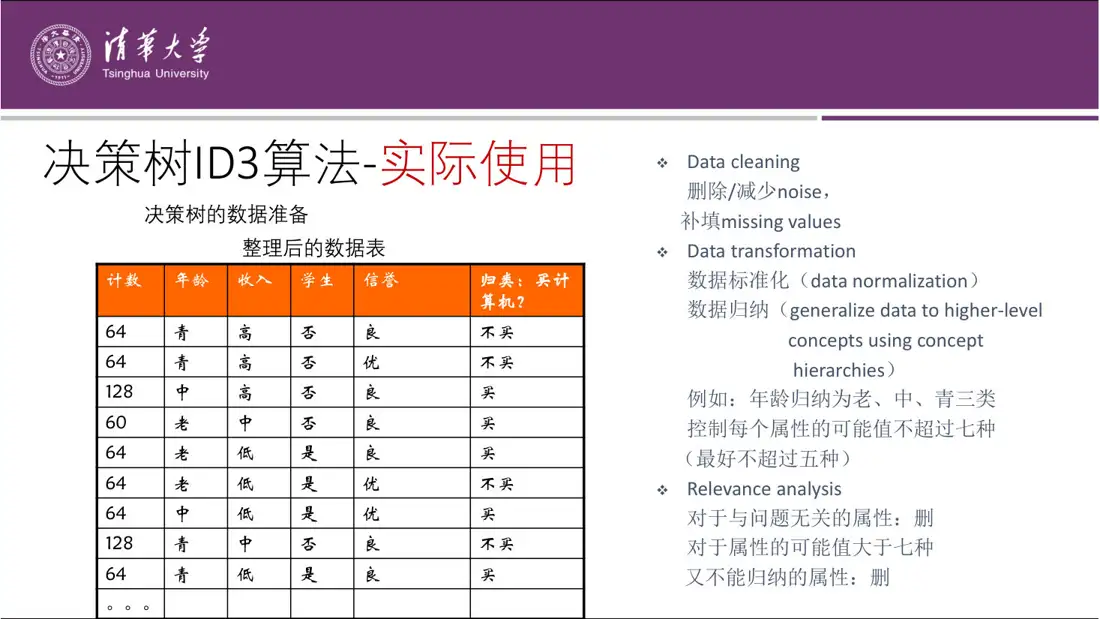 清华大学
Tsinghua University
决策树ID3算法-实际使用
决策树的数据准备
整理后的数据表
计数 年龄 收入 学生 信誉 归类：买计
算机？
64 青 高 否 良 不买
64 青 高 否 优 不买
128 中 高 否 良 买
60 老 中 否 良 买
64 老 低 是 良 买
64 老 低 是 优 不买
64 中 低 是 优 买
128 青 中 否 良 不买
64 青 低 是 良 买
。。。
❖ Data cleaning
删除/减少noise，
补填missing values
❖ Data transformation
数据标准化（data normalization）
数据归纳（generalize data to higher-level
concepts using concept
hierarchies）
例如：年龄归纳为老、中、青三类
控制每个属性的可能值不超过七种
（最好不超过五种）
❖ Relevance analysis
对于与问题无关的属性：删
对于属性的可能值大于七种
又不能归纳的属性：删